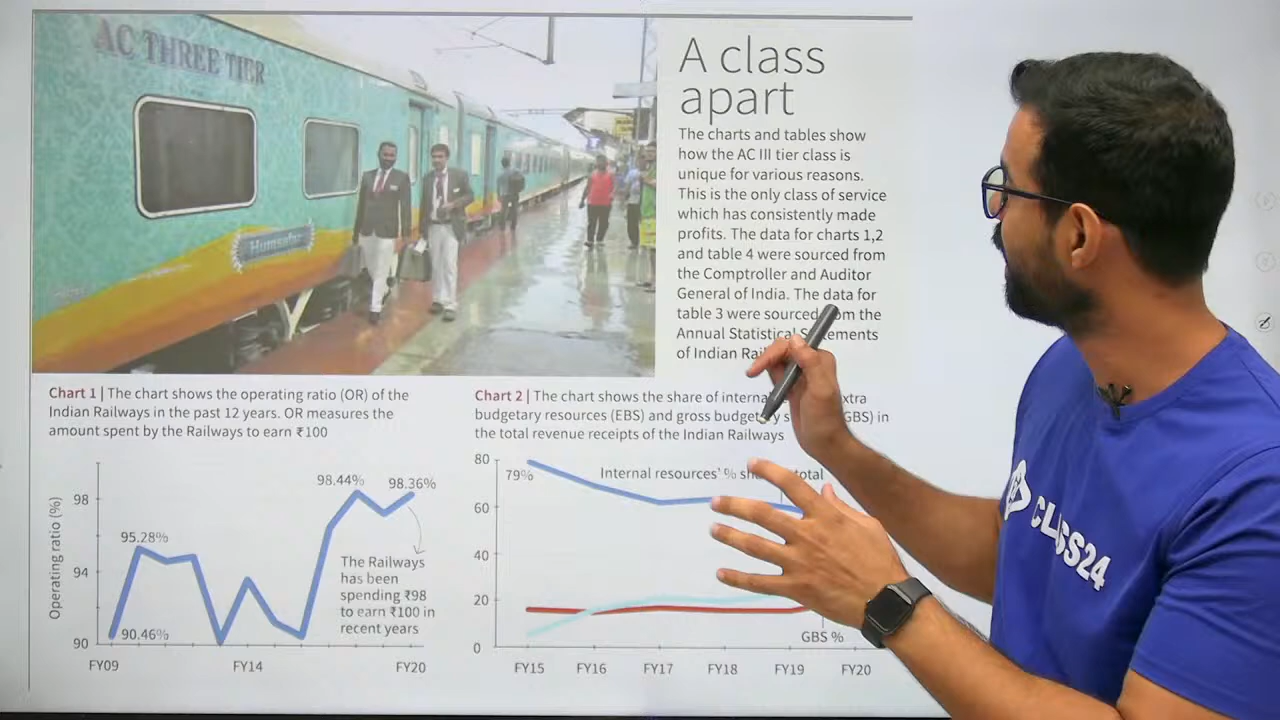 AC THREE TIER
Humsafar
A class
apart
The charts and tables show
how the AC III tier class is
unique for various reasons.
This is the only class of service
which has consistently made
profits. The data for charts 1,2
and table 4 were sourced from
the Comptroller and Auditor
General of India. The data for
table 3 were sourced the
Annual Statistical
of Indian
Chart 1 | The chart shows the operating ratio (OR) of the
Indian Railways in the past 12 years. OR measures the
amount spent by the Railways to earn ₹100
Operating ratio (%)
98
94
90
95.28%
90.46%
98.44%
98.36%
The Railways
has been
spending ₹98
to earn ₹100 in
recent years
FY09
FY14
FY20
Chart 2 | The chart shows the share of extra
budgetary resources (EBS) and gross (GBS) in
the total revenue receipts of the Indian Railways
80
60
40
20
0
79%
Internal resources' % total
GBS %
FY15
FY16
FY17
FY18
FY19
FY20
CLASS24